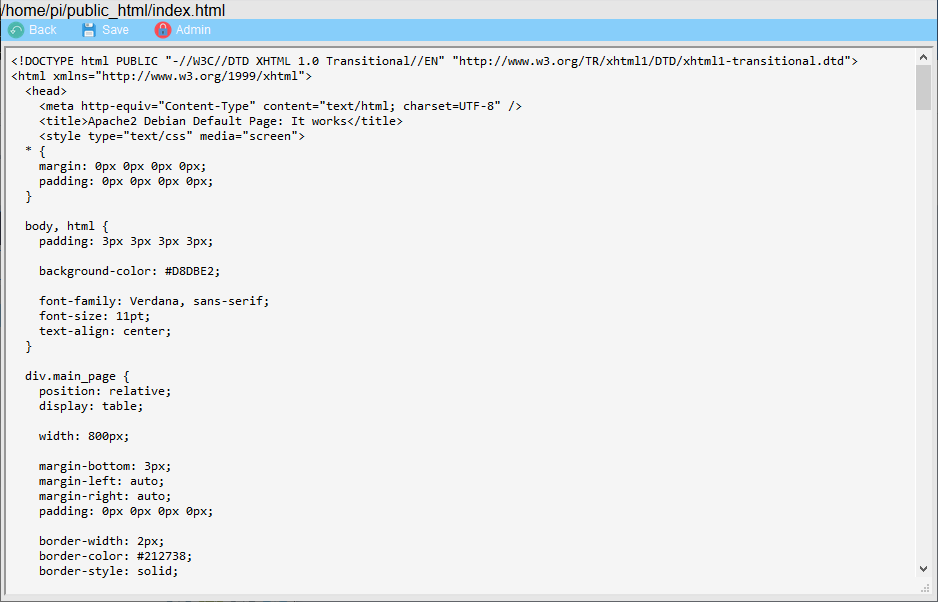 /home/pi/public_html/index.html
Back Save Admin
<!DOCTYPE html PUBLIC "-//W3C//DTD XHTML 1.0 Transitional//EN" "http://www.w3.org/TR/xhtml1/DTD/xhtml1-transitional.dtd">
<html xmlns="http://www.w3.org/1999/xhtml">
  <head>
    <meta http-equiv="Content-Type" content="text/html; charset=UTF-8" />
    <title>Apache2 Debian Default Page: It works</title>
    <style type="text/css" media="screen">
  * {
    margin: 0px 0px 0px 0px;
    padding: 0px 0px 0px 0px;
  }

  body, html {
    padding: 3px 3px 3px 3px;

    background-color: #D8DBE2;

    font-family: Verdana, sans-serif;
    font-size: 11pt;
    text-align: center;
  }

  div.main_page {
    position: relative;
    display: table;

    width: 800px;

    margin-bottom: 3px;
    margin-left: auto;
    margin-right: auto;
    padding: 0px 0px 0px 0px;

    border-width: 2px;
    border-color: #212738;
    border-style: solid;